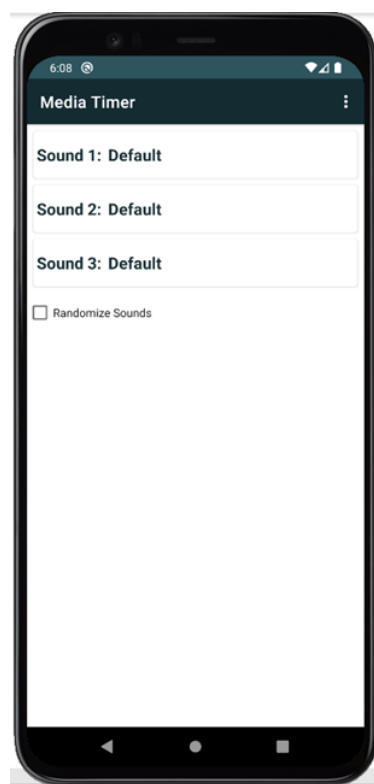 6:08
Media Timer
Sound 1: Default
Sound 2: Default
Sound 3: Default
Randomize Sounds